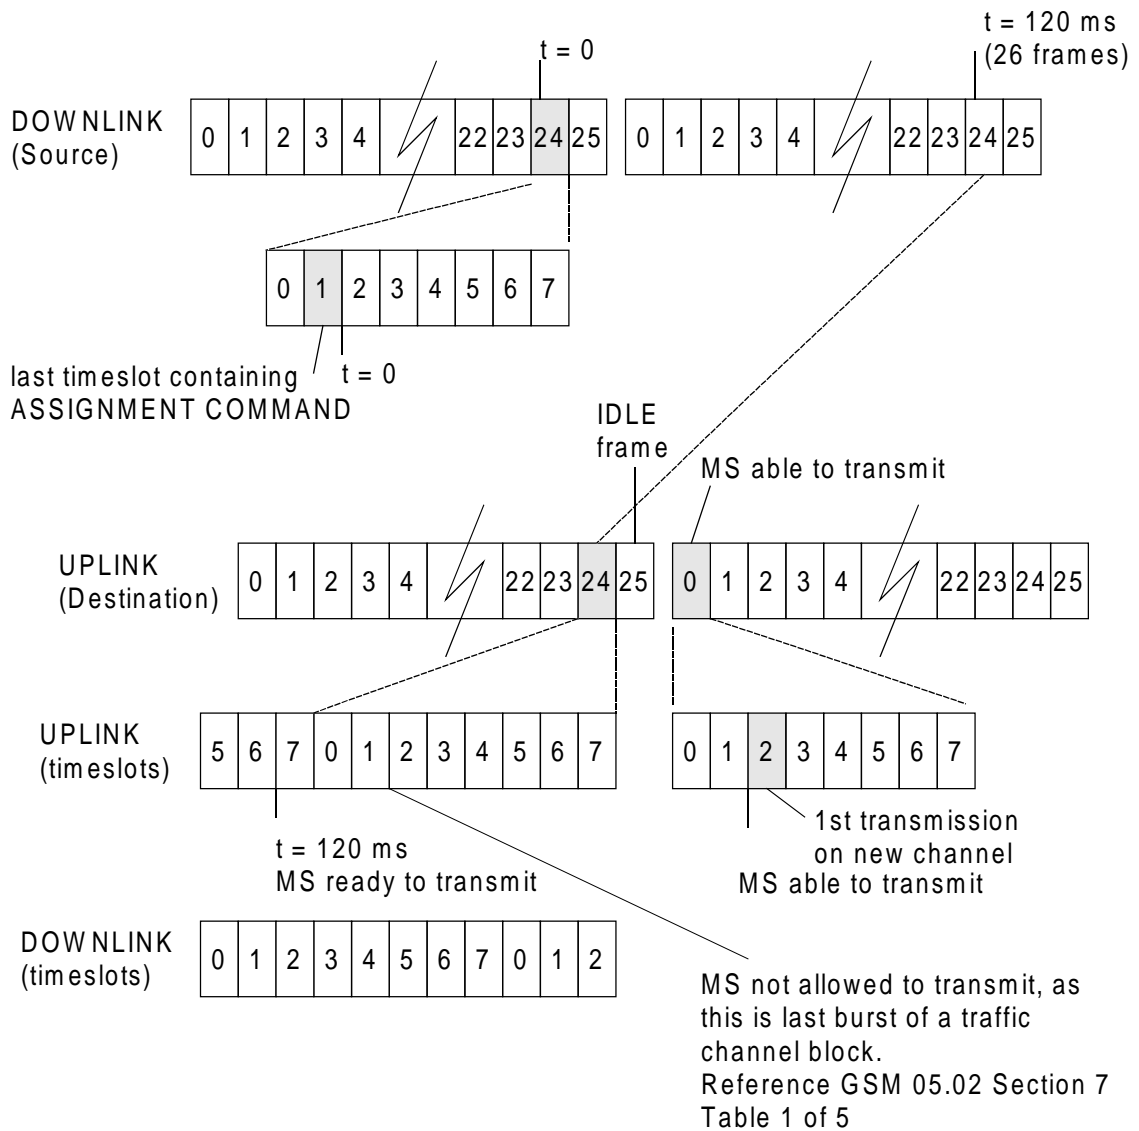 t = 120 ms
(26 frames)
t = 0
DOWNLINK
(Source)
0 1 2 3 4 22 23 24 25
0 1 2 3 4 22 23 24 25
0 1 2 3 4 5 6 7
last timeslot containing
ASSIGNMENT COMMAND
t = 0
IDLE
frame
MS able to transmit
UPLINK
(Destination)
0 1 2 3 4 22 23 24 25
0 1 2 3 4 22 23 24 25
UPLINK
(timeslots)
5 6 7 0 1 2 3 4 5 6 7
0 1 2 3 4 5 6 7
t = 120 ms
MS ready to transmit
1st transmission
on new channel
MS able to transmit
DOWNLINK
(timeslots)
0 1 2 3 4 5 6 7 0 1 2
MS not allowed to transmit, as
this is last burst of a traffic
channel block.
Reference GSM 05.02 Section 7
Table 1 of 5